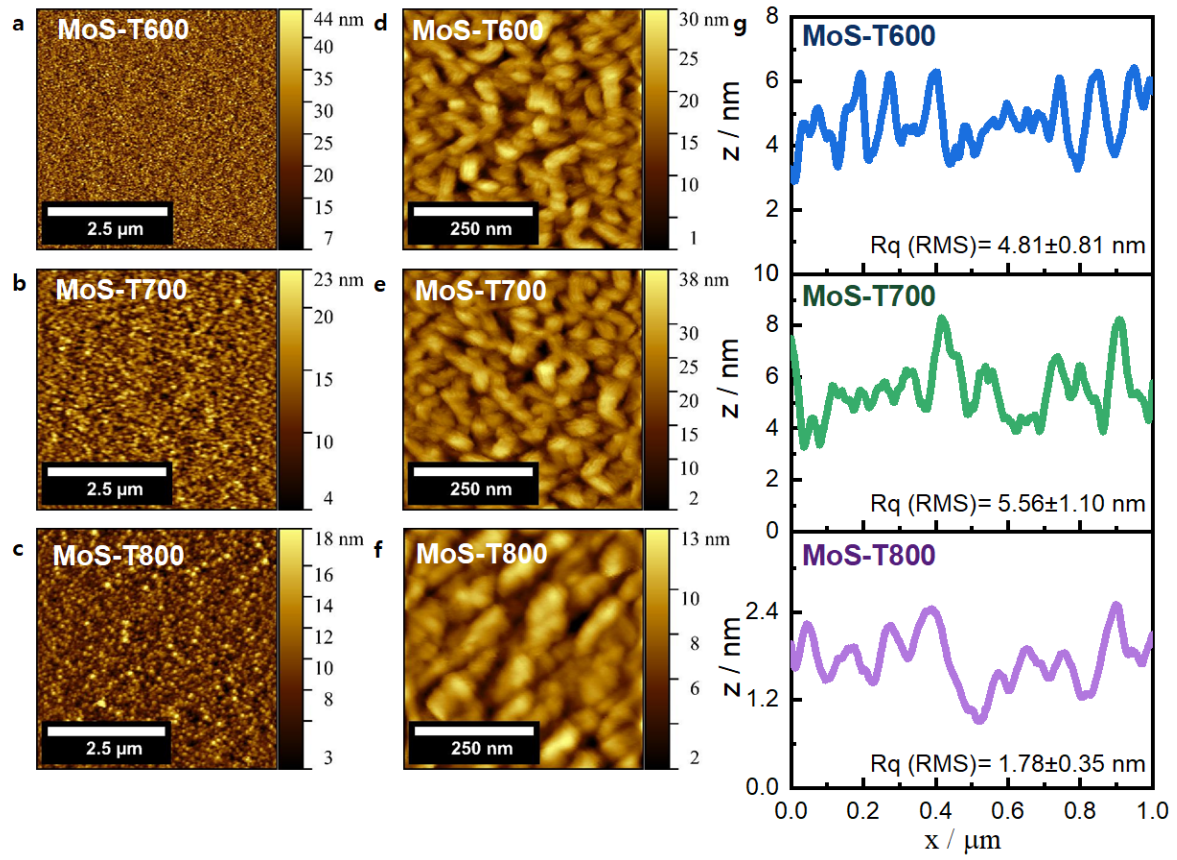 a
MoS-T600
44 nm
40
35
30
25
20
15
7
2.5 μm
d
MoS-T600
30 nm
25
20
15
10
1
250 nm
g
MoS-T600
8
6
4
2
z / nm
Rq (RMS)= 4.81±0.81 nm
b
MoS-T700
23 nm
20
15
10
4
2.5 μm
e
MoS-T700
38 nm
30
25
20
15
10
2
250 nm
MoS-T700
10
8
6
4
2
0
z / nm
Rq (RMS)= 5.56±1.10 nm
c
MoS-T800
18 nm
16
14
12
10
8
3
2.5 μm
f
MoS-T800
13 nm
10
8
6
4
2
250 nm
MoS-T800
2.4
1.2
0.0
z / nm
Rq (RMS)= 1.78±0.35 nm
0.0 0.2 0.4 0.6 0.8 1.0
x / μm